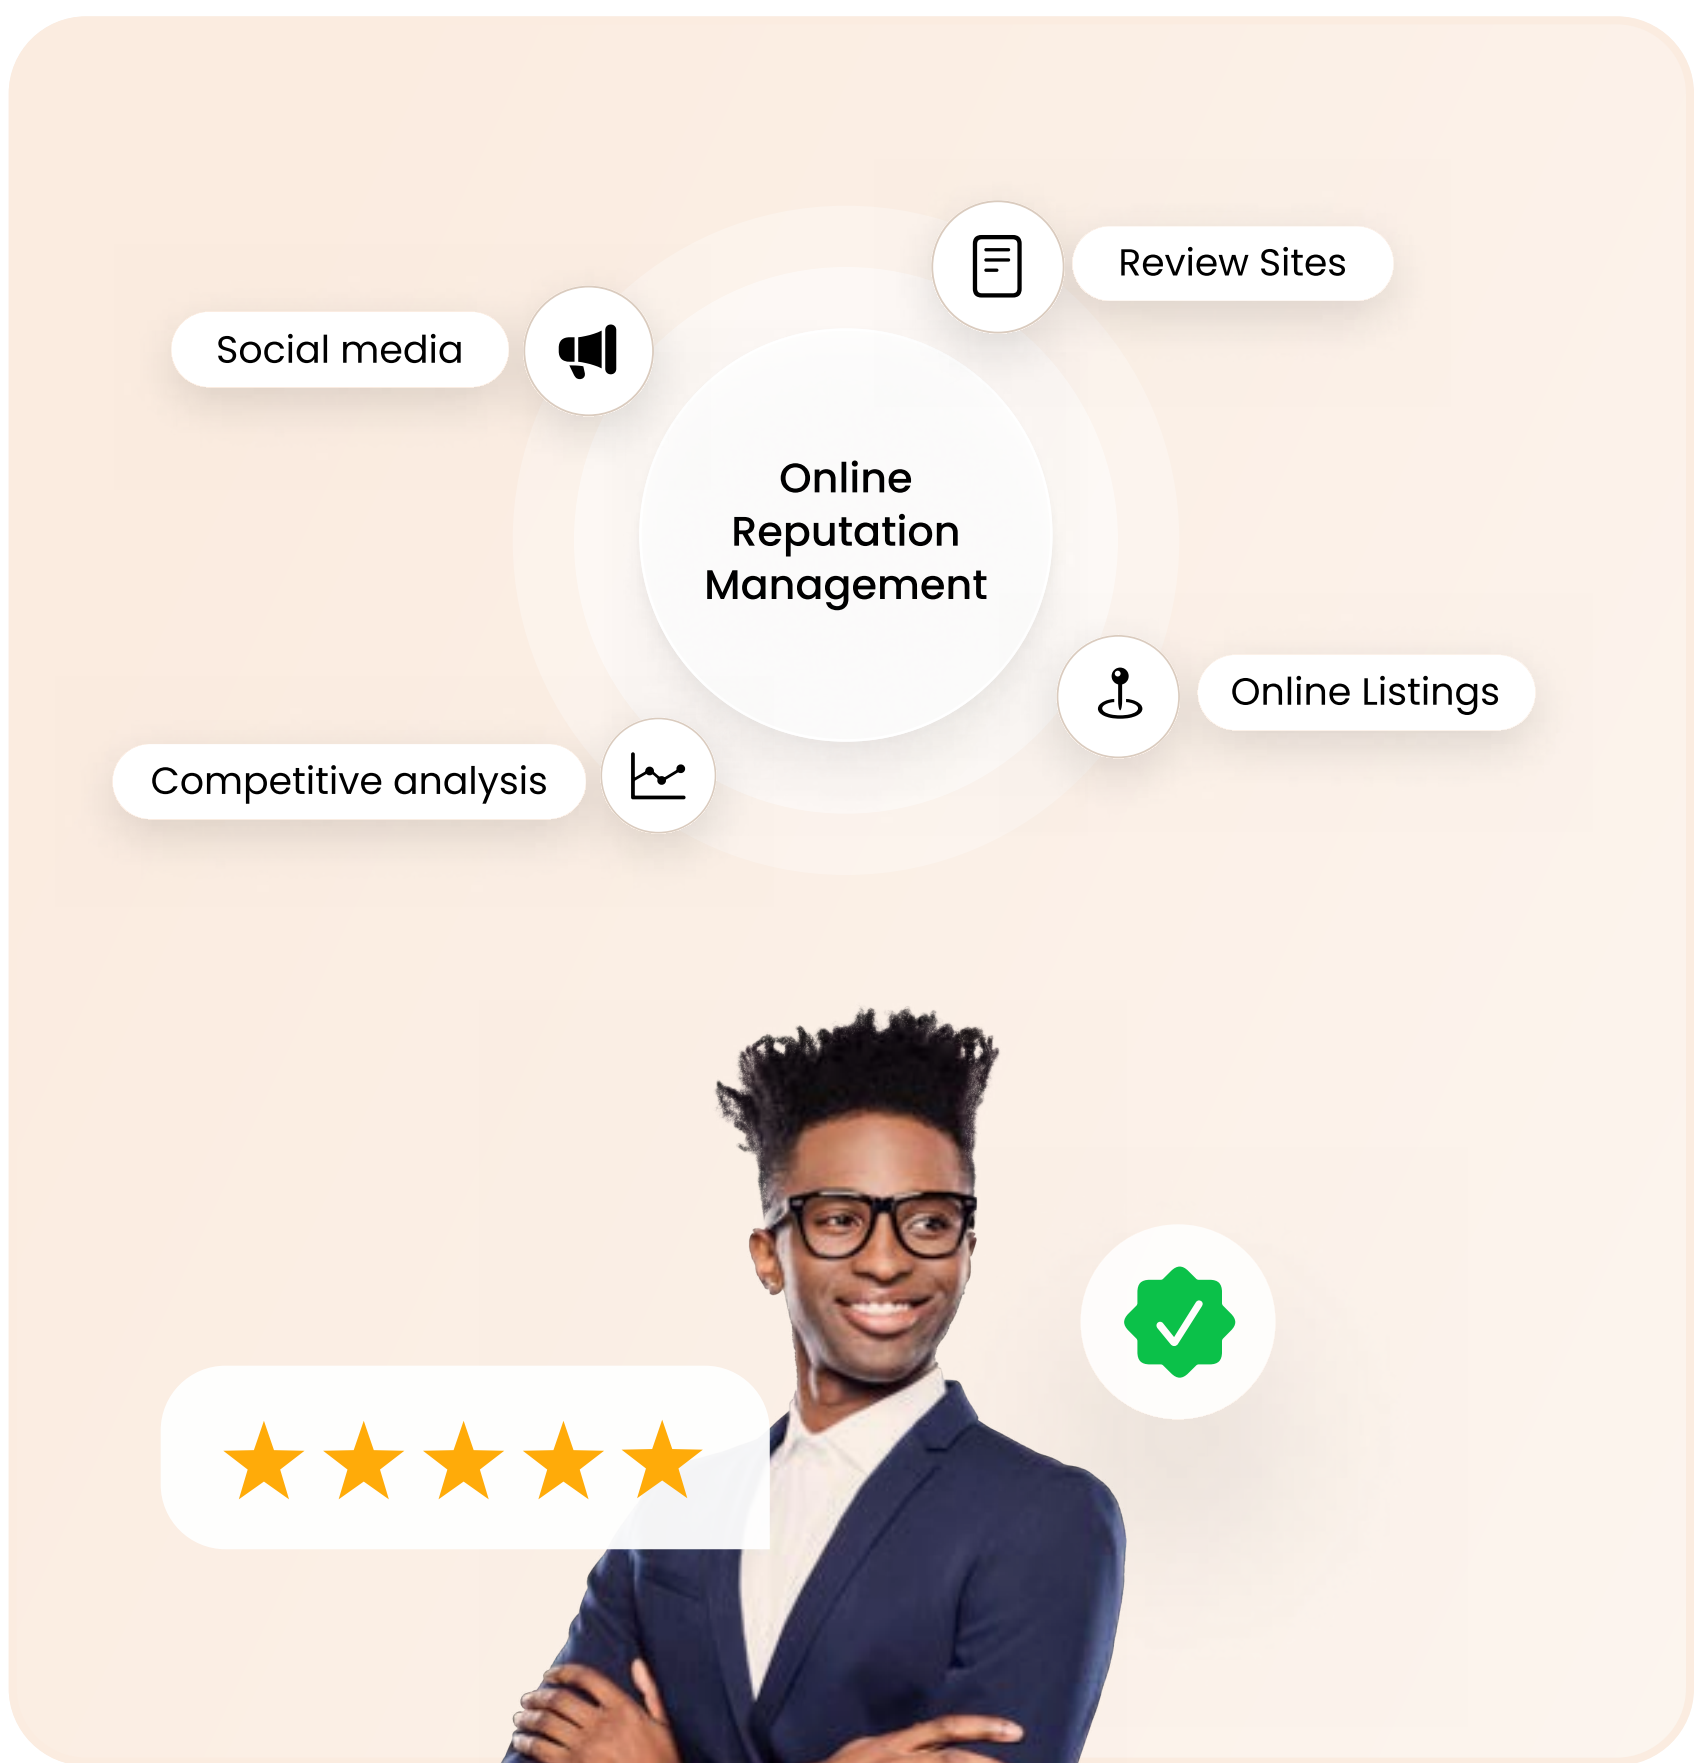 Review Sites
Social media
Online
Reputation
Management
Online Listings
Competitive analysis